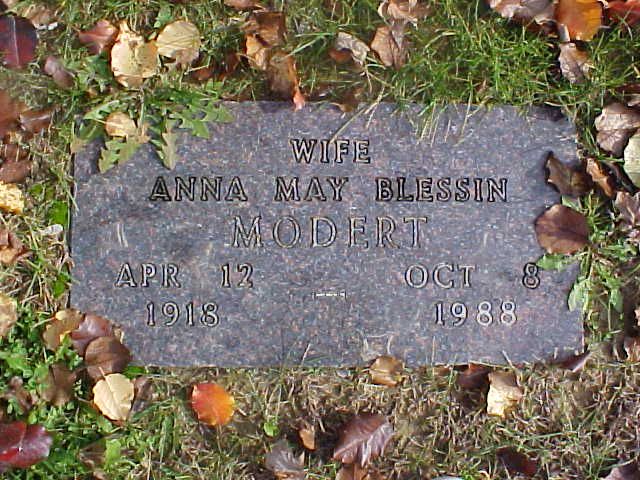 WIFE
ANNA MAY BLESSIN
MODERT
APR 12 OCT 8
1918 1988